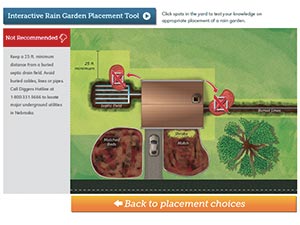 Interactive Rain Garden Placement Tool
Click spots in the yard to test your knowledge on
appropriate placement of a rain garden.
Not Recommended
Keep a 25 ft. minimum
distance from a buried
septic drain field. Avoid
buried cables, lines or pipes.
Call Diggers Hotline at
1-800-331-5666 to locate
major underground utilities
in Nebraska.
25 ft
minimum
Septic Field
Buried Lines
Mulched
Beds
Shrubs
Mulch
Back to placement choices